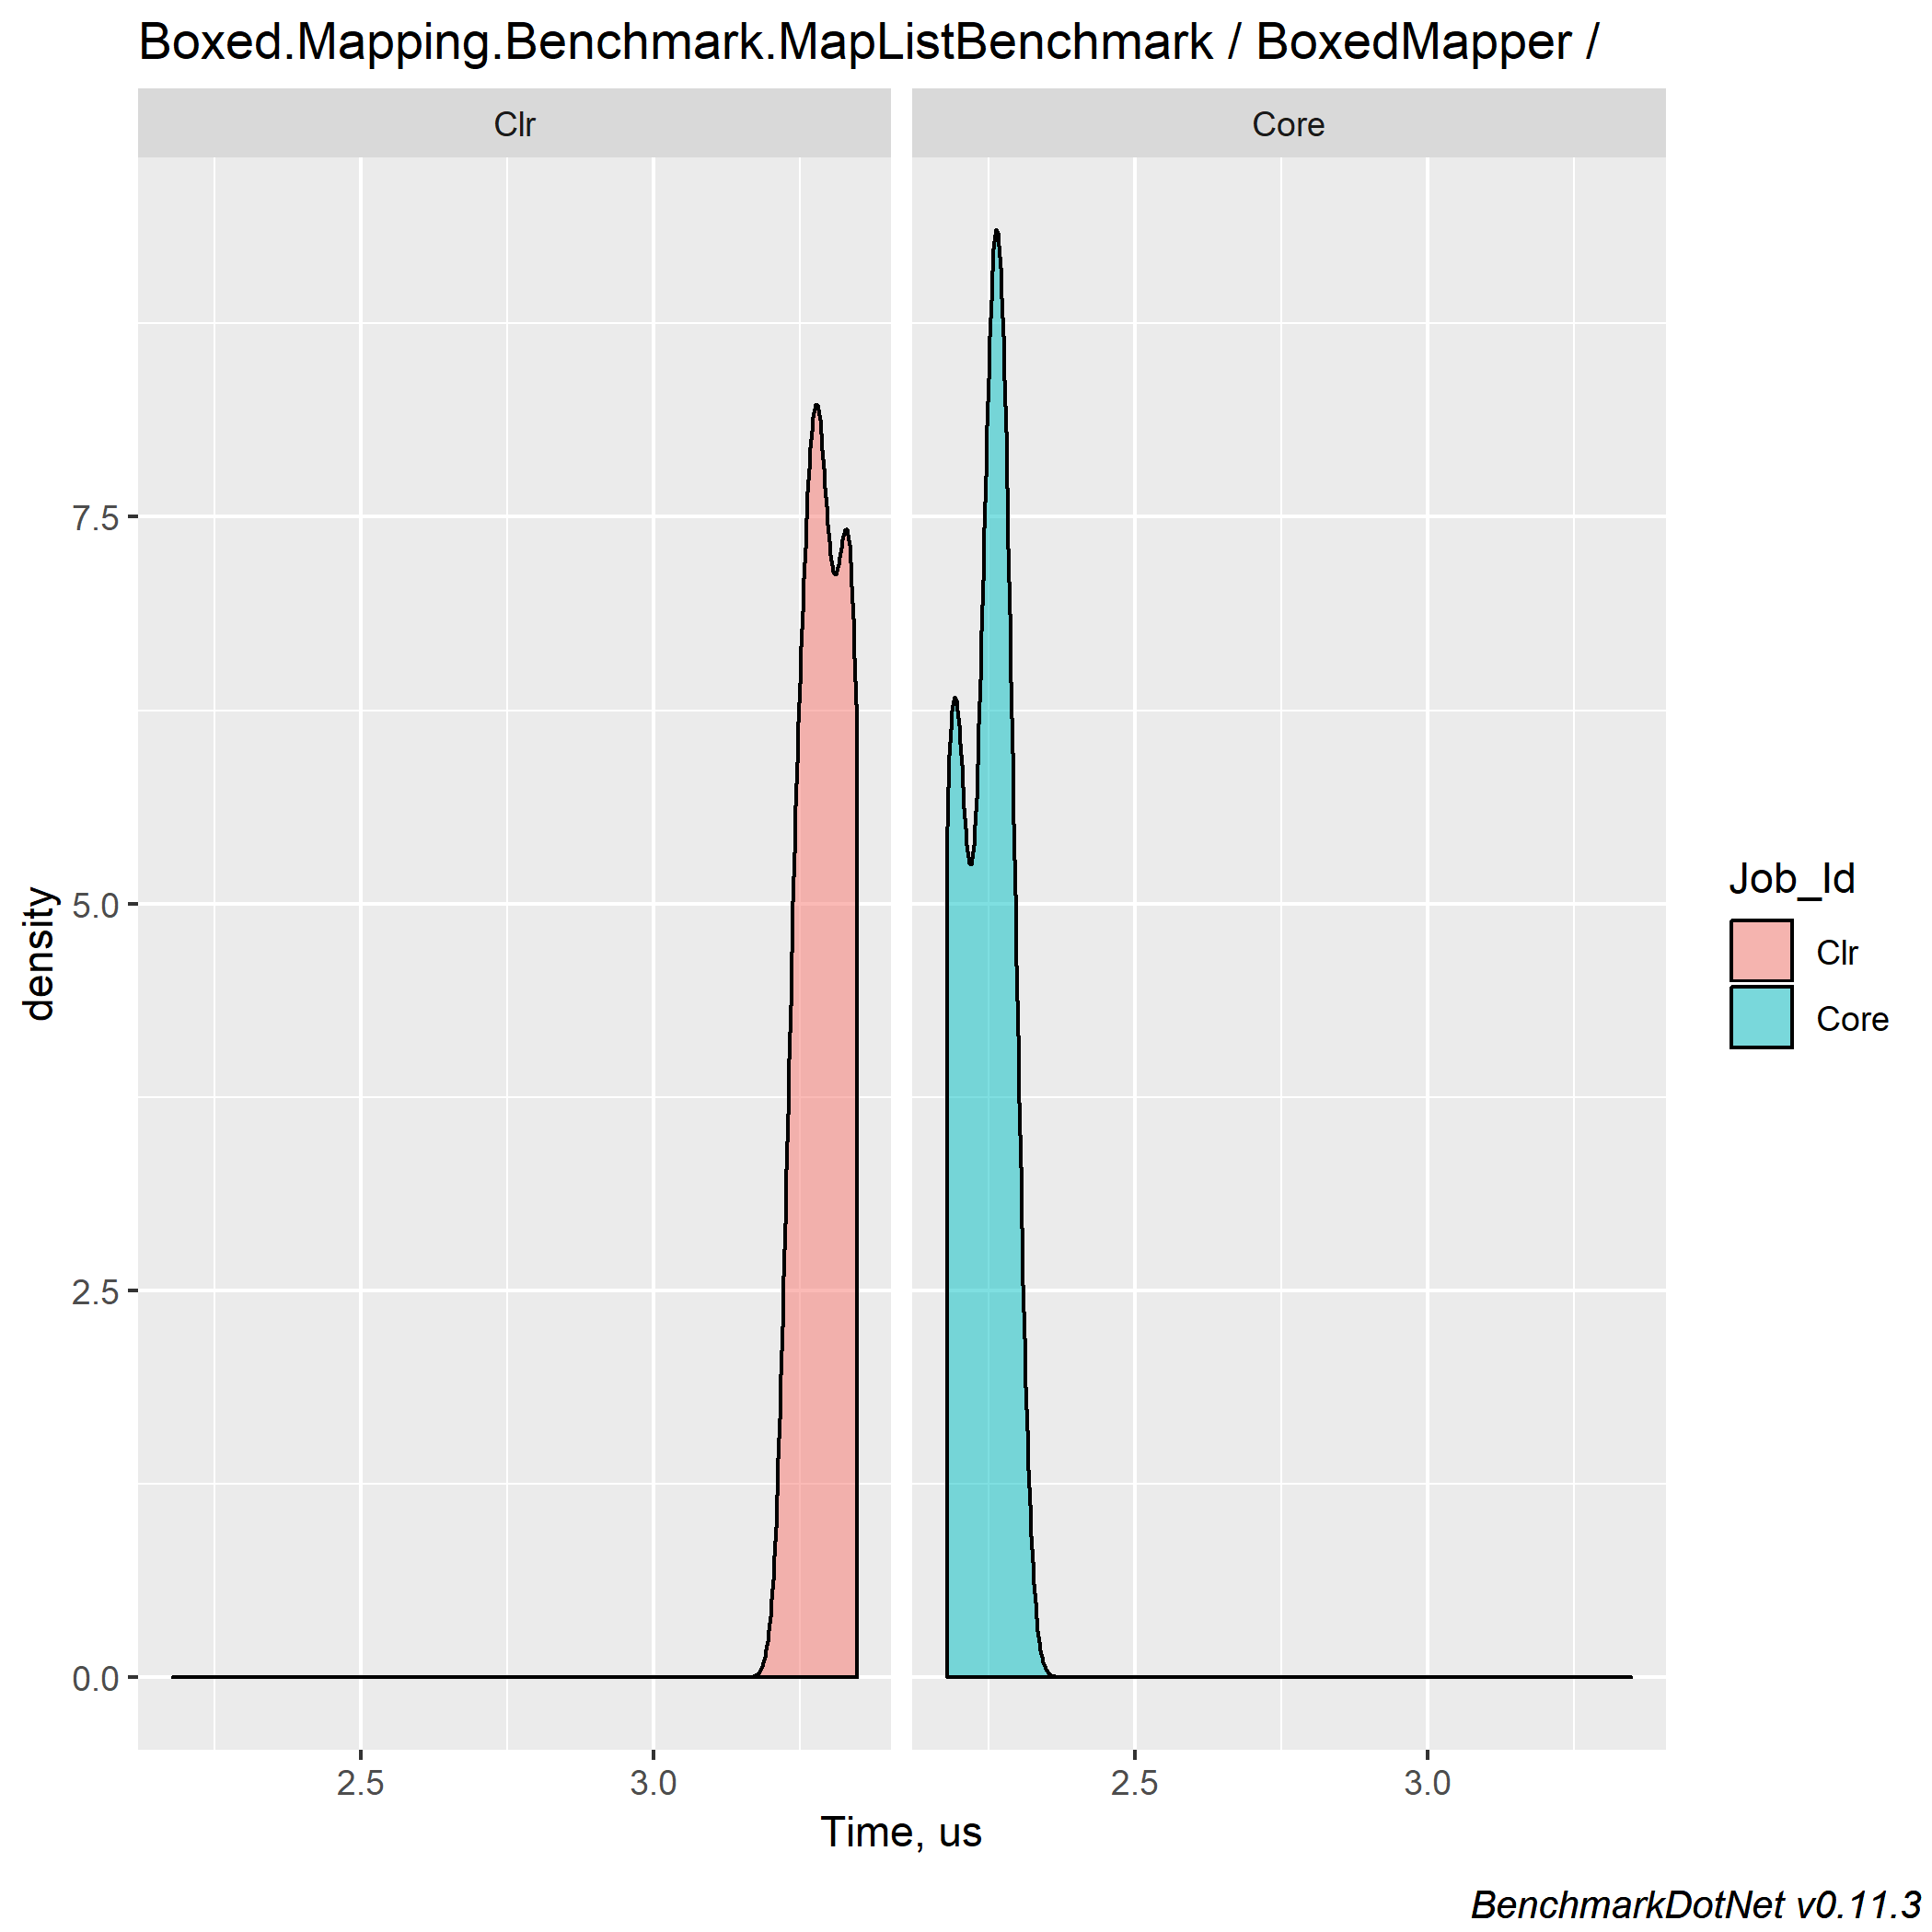 Boxed.Mapping.Benchmark.MapListBenchmark / BoxedMapper /
Clr
Core
7.5
5.0
2.5
0.0
density
2.5
3.0
2.5
3.0
Time, us
Job_Id
Clr
Core
BenchmarkDotNet v0.11.3